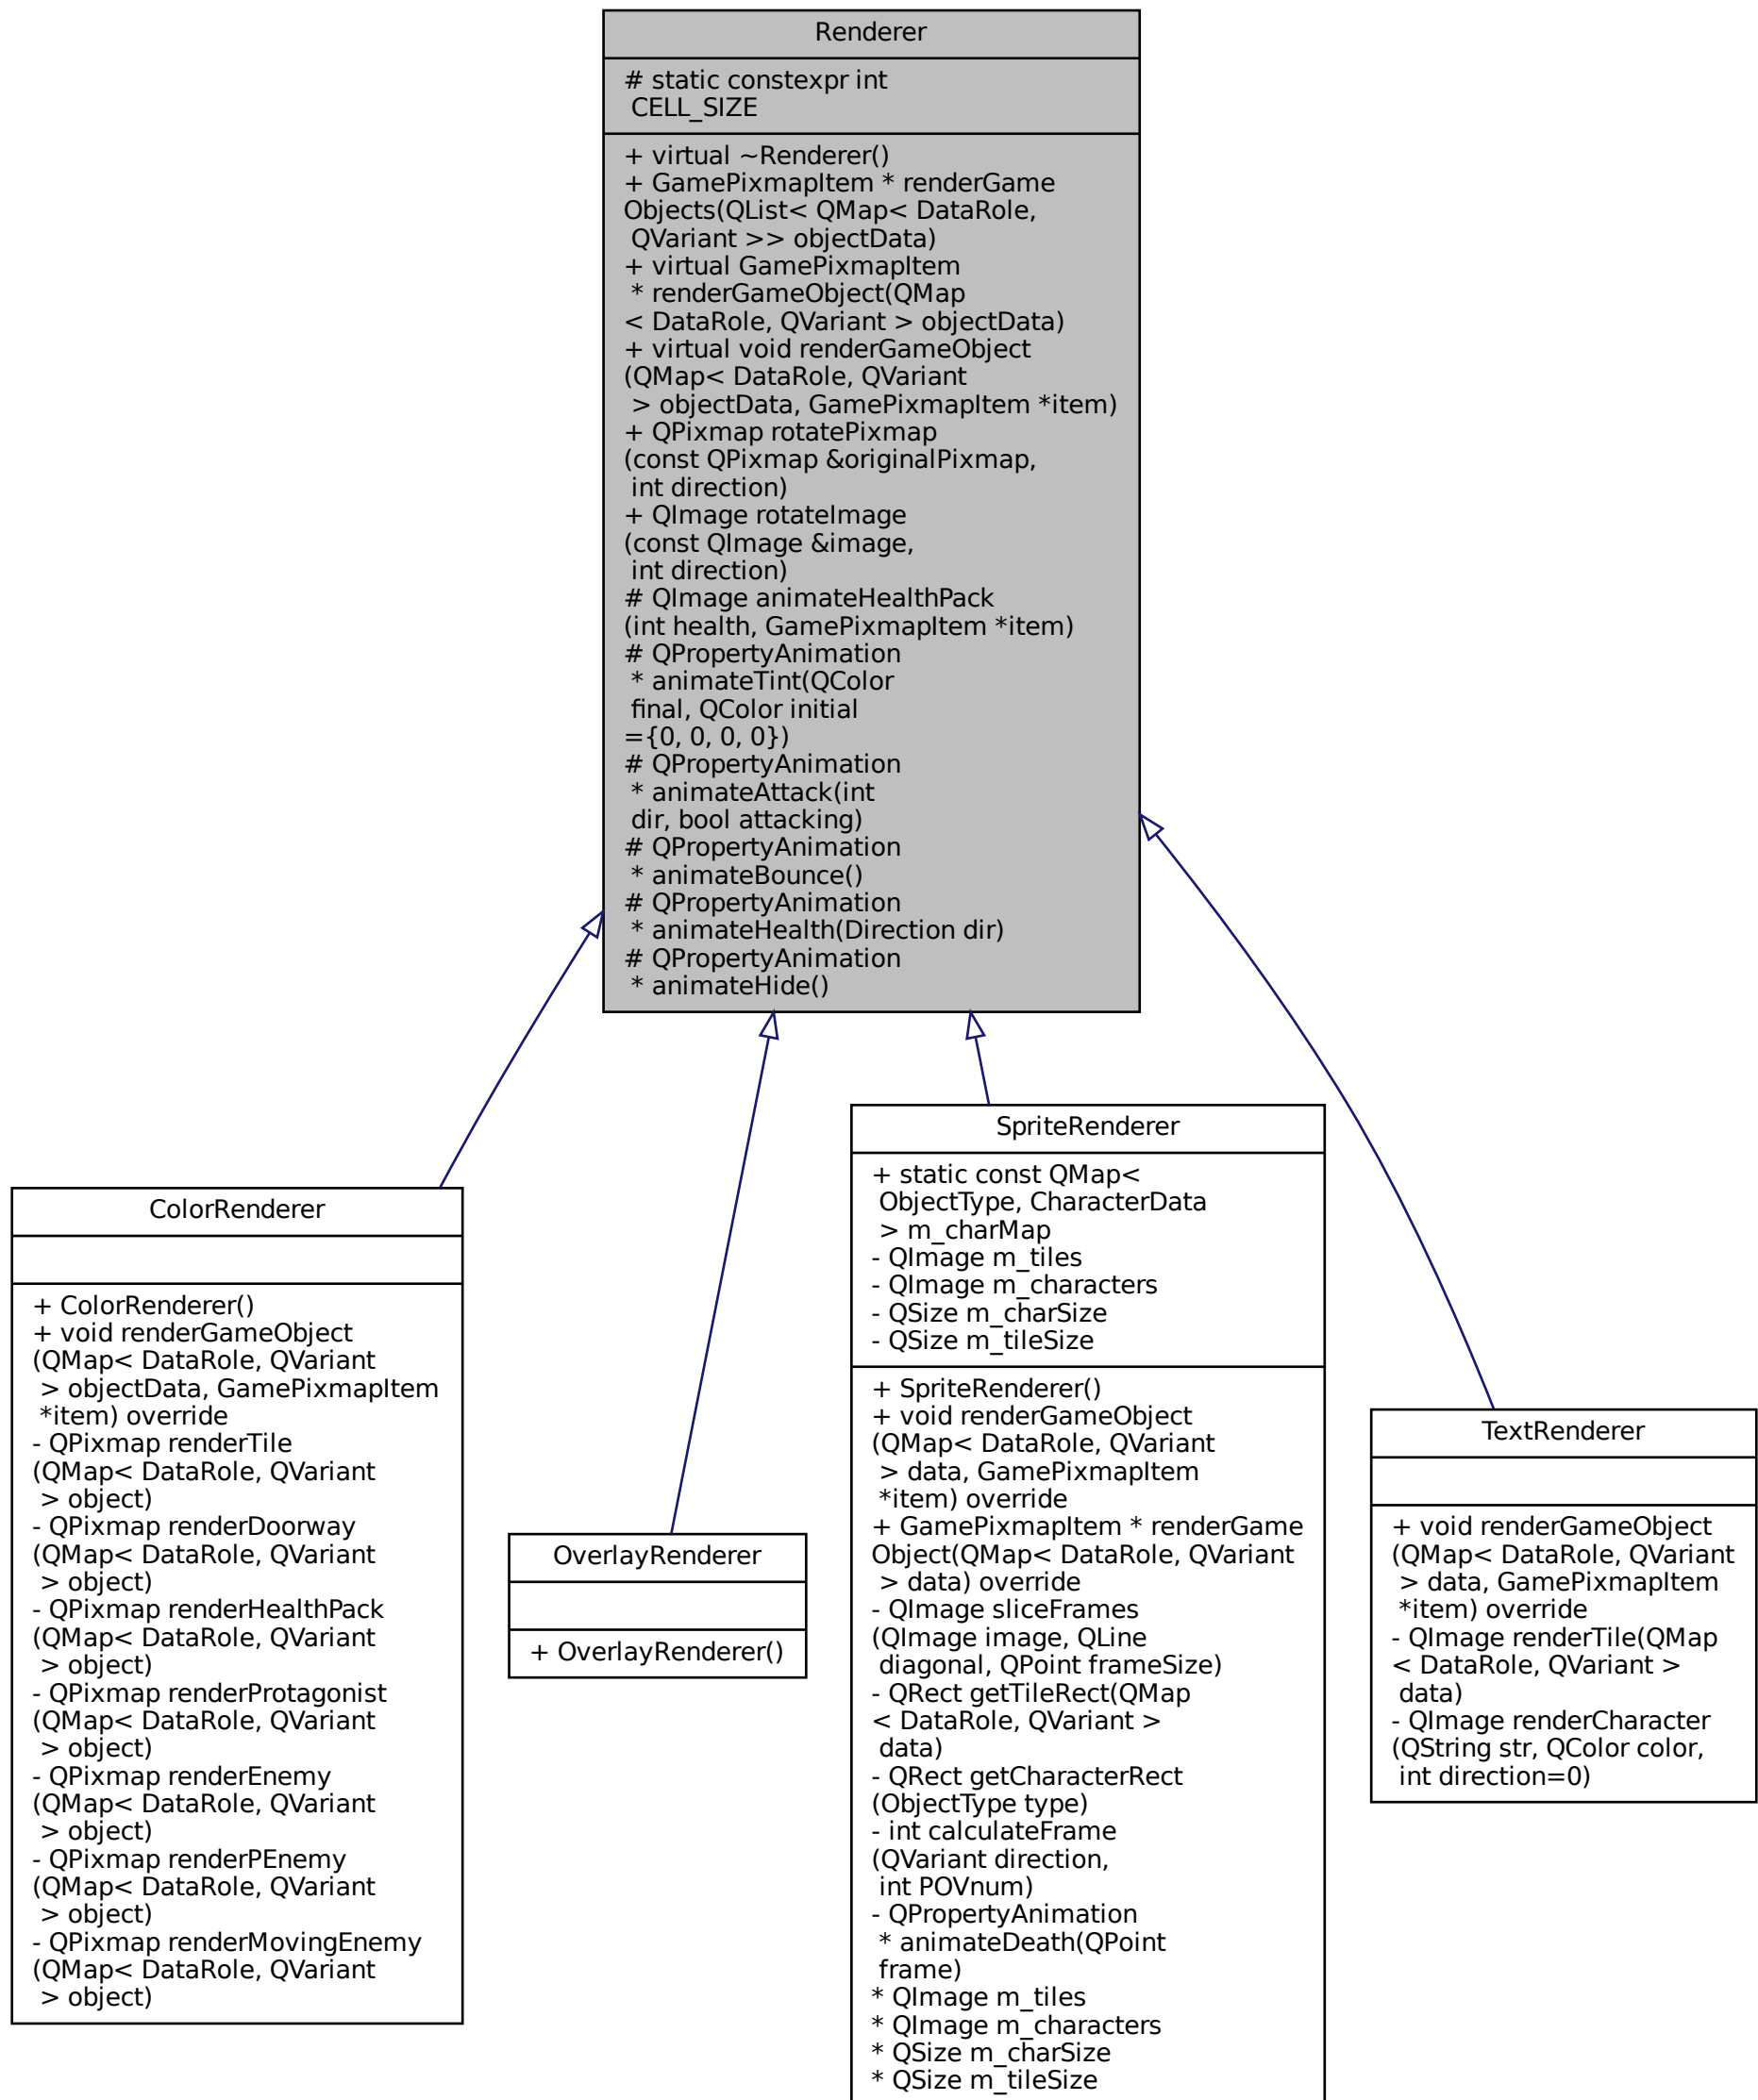 Renderer
# static constexpr int
CELL_SIZE
+ virtual ~Renderer()
+ GamePixmapItem * renderGame
Objects(QList< QMap< DataRole,
QVariant >> objectData)
+ virtual GamePixmapItem
* renderGameObject(QMap
< DataRole, QVariant > objectData)
+ virtual void renderGameObject
(QMap< DataRole, QVariant
> objectData, GamePixmapItem *item)
+ QPixmap rotatePixmap
(const QPixmap &originalPixmap,
int direction)
+ QImage rotateImage
(const QImage &image,
int direction)
# QImage animateHealthPack
(int health, GamePixmapItem *item)
# QPropertyAnimation
* animateTint(QColor
final, QColor initial
={0, 0, 0, 0})
# QPropertyAnimation
* animateAttack(int
dir, bool attacking)
# QPropertyAnimation
* animateBounce()
# QPropertyAnimation
* animateHealth(Direction dir)
# QPropertyAnimation
* animateHide()
ColorRenderer
+ ColorRenderer()
+ void renderGameObject
(QMap< DataRole, QVariant
> objectData, GamePixmapItem
*item) override
- QPixmap renderTile
(QMap< DataRole, QVariant
> object)
- QPixmap renderDoorway
(QMap< DataRole, QVariant
> object)
- QPixmap renderHealthPack
(QMap< DataRole, QVariant
> object)
- QPixmap renderProtagonist
(QMap< DataRole, QVariant
> object)
- QPixmap renderEnemy
(QMap< DataRole, QVariant
> object)
- QPixmap renderPEnemy
(QMap< DataRole, QVariant
> object)
- QPixmap renderMovingEnemy
(QMap< DataRole, QVariant
> object)
OverlayRenderer
+ OverlayRenderer()
SpriteRenderer
+ static const QMap<
ObjectType, CharacterData
> m_charMap
- QImage m_tiles
- QImage m_characters
- QSize m_charSize
- QSize m_tileSize
+ SpriteRenderer()
+ void renderGameObject
(QMap< DataRole, QVariant
> data, GamePixmapItem
*item) override
+ GamePixmapItem * renderGame
Object(QMap< DataRole, QVariant
> data) override
- QImage sliceFrames
(QImage image, QLine
diagonal, QPoint frameSize)
- QRect getTileRect(QMap
< DataRole, QVariant >
data)
- QRect getCharacterRect
(ObjectType type)
- int calculateFrame
(QVariant direction,
int POVnum)
- QPropertyAnimation
* animateDeath(QPoint
frame)
* QImage m_tiles
* QImage m_characters
* QSize m_charSize
* QSize m_tileSize
TextRenderer
+ void renderGameObject
(QMap< DataRole, QVariant
> data, GamePixmapItem
*item) override
- QImage renderTile(QMap
< DataRole, QVariant >
data)
- QImage renderCharacter
(QString str, QColor color,
int direction=0)